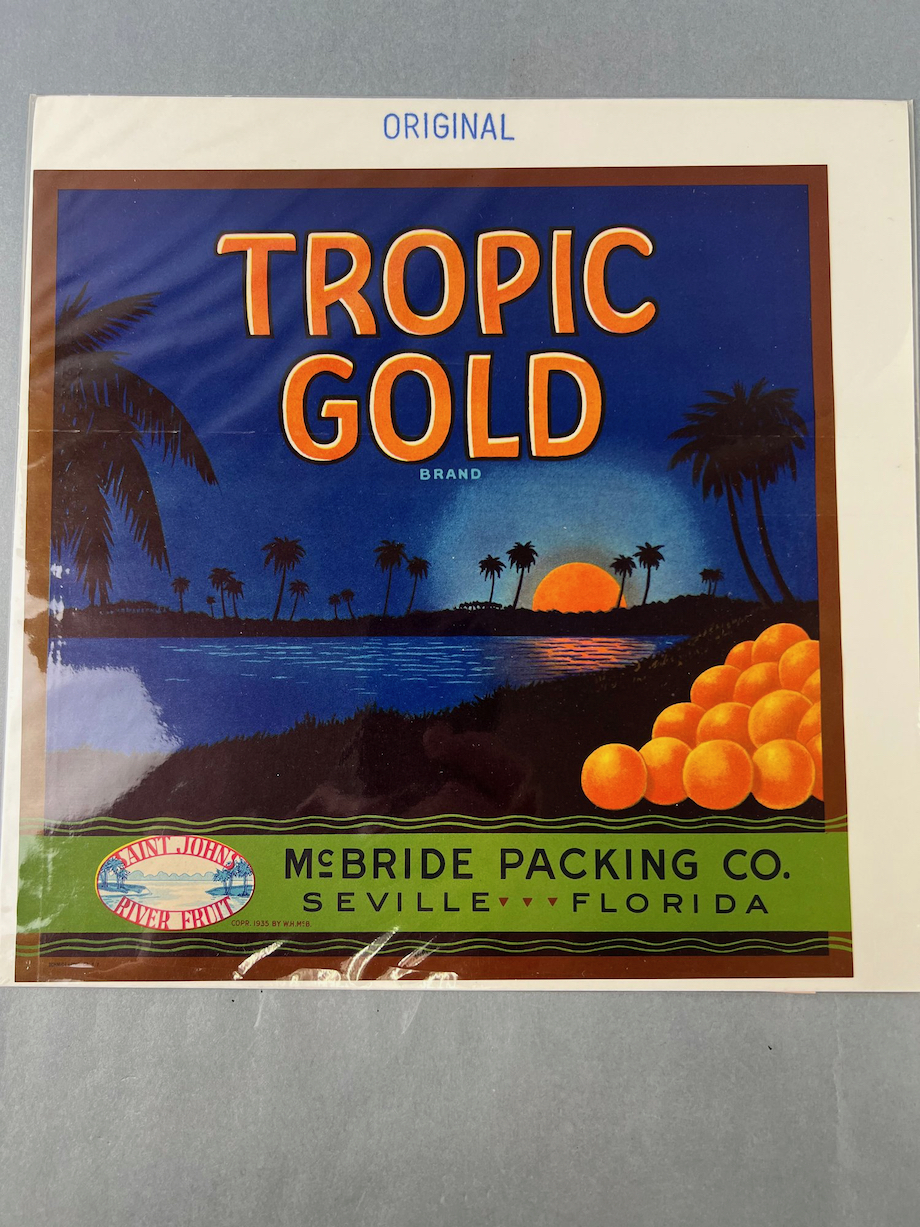 ORIGINAL
TROPIC
GOLD
BRAND
SAINT JOHNS
RIVER FRUIT
McBRIDE PACKING CO.
SEVILLE FLORIDA
COPR. 1935 BY W.H.McB.